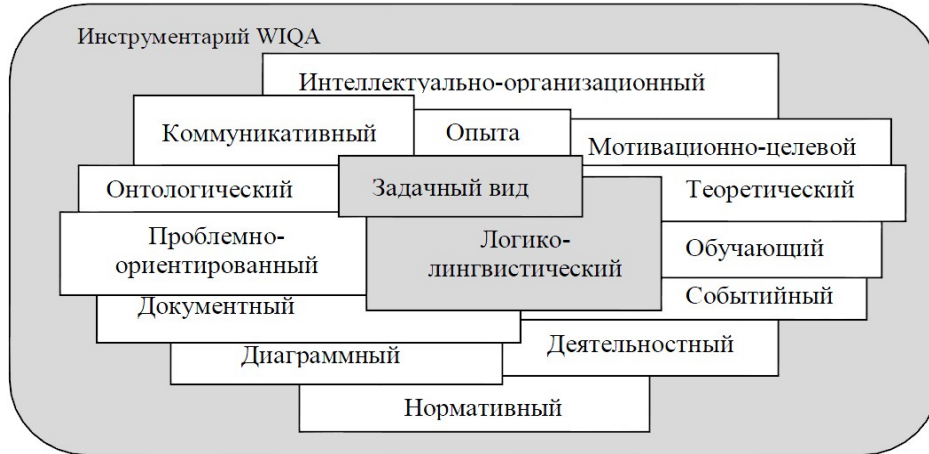 Инструментарий WIQA
Интеллектуально-организационный
Коммуникативный
Опыта
Мотивационно-целевой
Онтологический
Задачный вид
Теоретический
Проблемно-
ориентированный
Логико-
лингвистический
Обучающий
Документный
Событийный
Диаграммный
Деятельностный
Нормативный